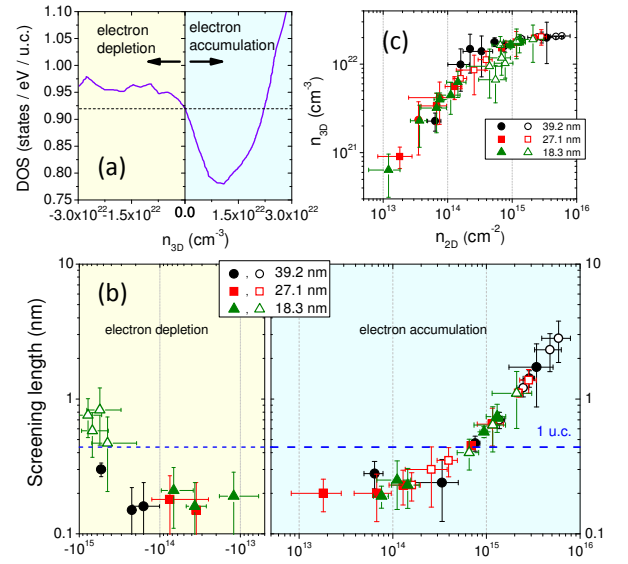 electron depletion
electron accumulation
(a)
DOS (states / eV / u.c.)
1.10
1.05
1.00
0.95
0.90
0.85
0.80
0.75
-3.0x10²²
-1.5x10²²
0.0
1.5x10²²
3.0x10²²
n3D (cm⁻³)
(c)
n3D (cm⁻³)
10²²
10²¹
39.2 nm
27.1 nm
18.3 nm
10¹³
10¹⁴
10¹⁵
10¹⁶
n2D (cm⁻²)
39.2 nm
27.1 nm
18.3 nm
(b)
electron depletion
electron accumulation
1 u.c.
Screening length (nm)
10
1
0.1
10
1
0.1
-10¹⁵
-10¹⁴
-10¹³
10¹³
10¹⁴
10¹⁵
10¹⁶